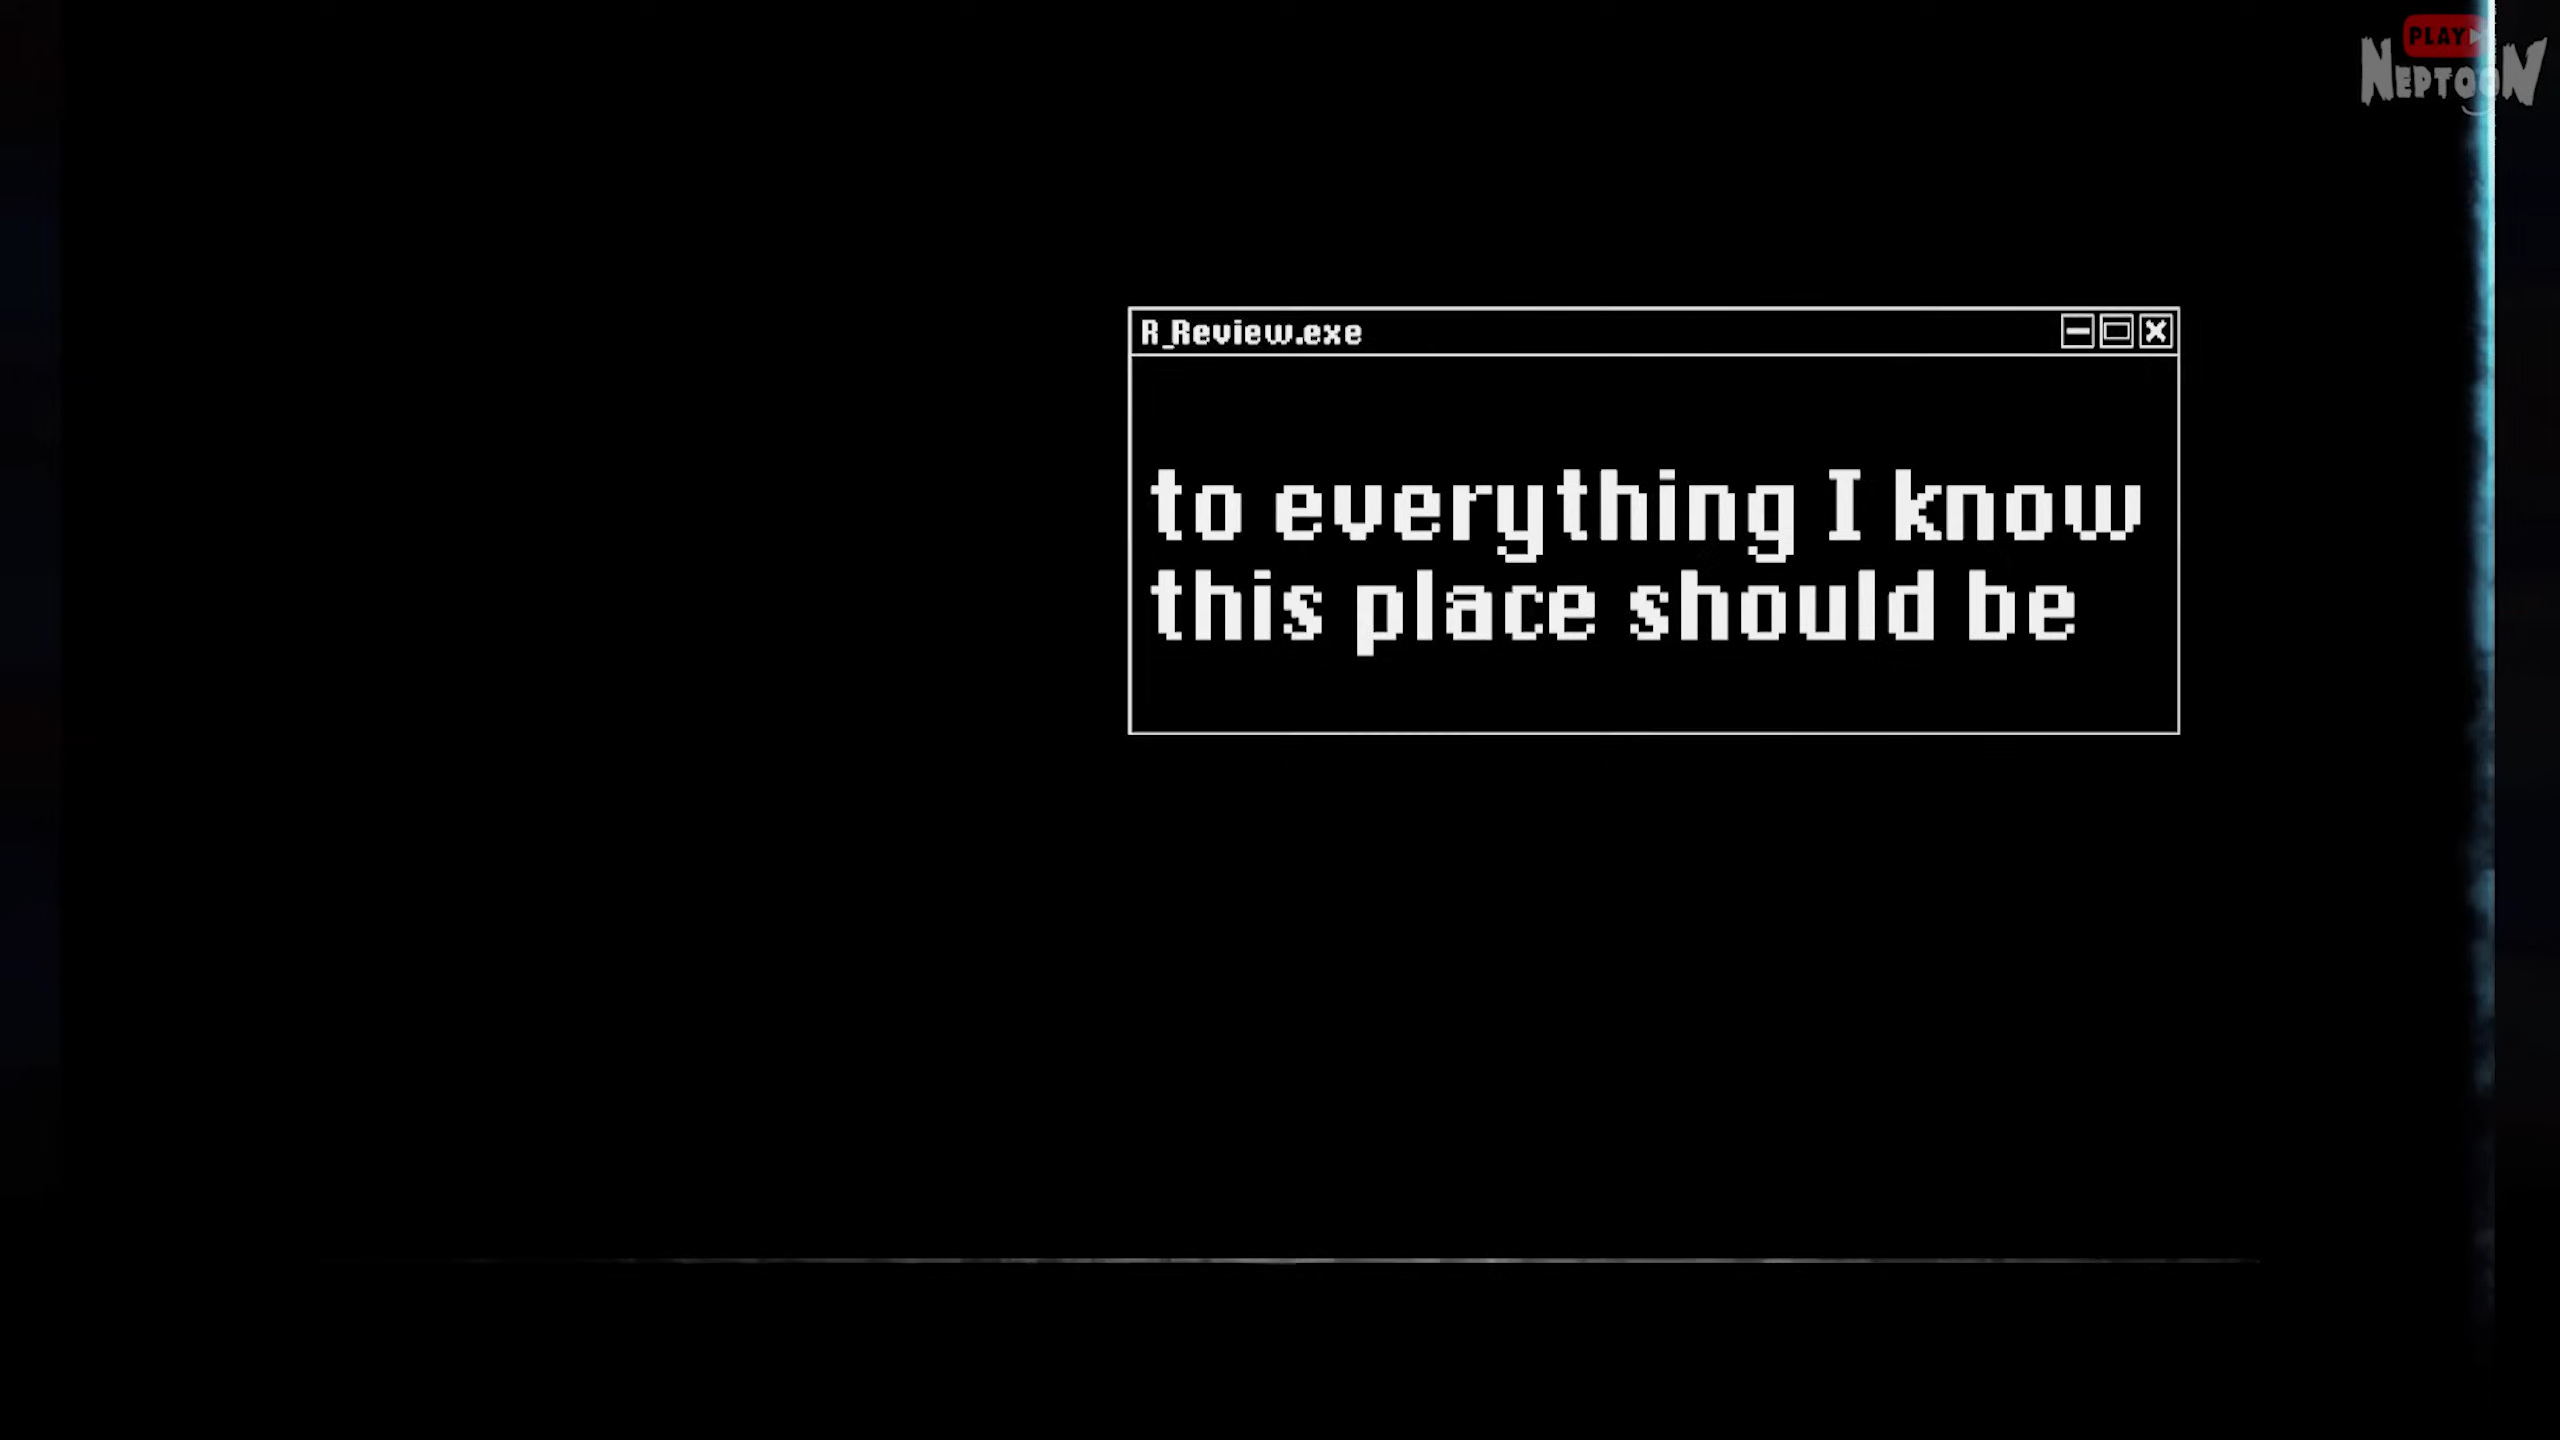 PLAY
NEPTOON
R_Review.exe
to everything I know
this place should be